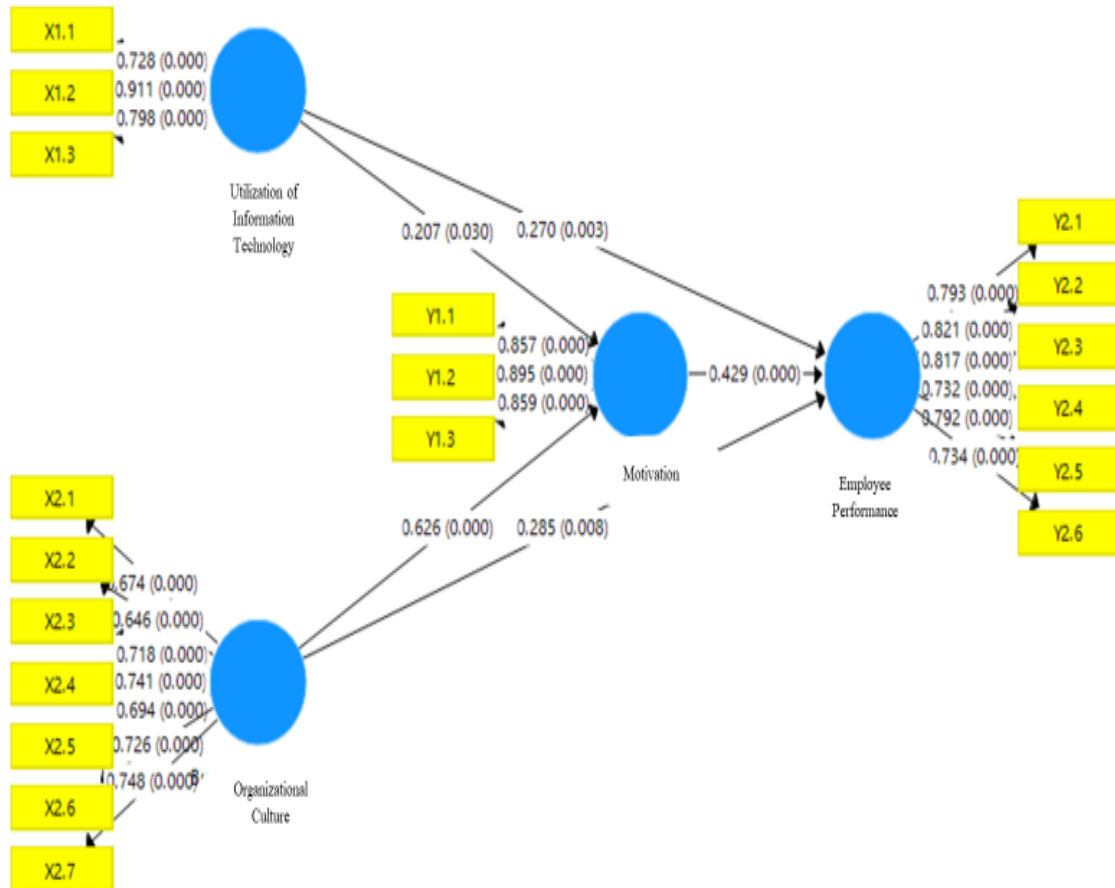 X1.1
0.728 (0.000)
X1.2
0.911 (0.000)
0.798 (0.000)
X1.3
Utilization of
Information
Technology
0.207 (0.030)
0.270 (0.003)
Y1.1
0.857 (0.000)
Y1.2
0.895 (0.000)
0.859 (0.000)
Y1.3
Motivation
0.429 (0.000)
Employee
Performance
Y2.1
0.793 (0.000)
Y2.2
0.821 (0.000)
Y2.3
0.817 (0.000)
0.732 (0.000)
Y2.4
0.792 (0.000)
0.734 (0.000)
Y2.5
Y2.6
0.626 (0.000)
0.285 (0.008)
X2.1
X2.2
0.674 (0.000)
X2.3
0.646 (0.000)
0.718 (0.000)
X2.4
0.741 (0.000)
0.694 (0.000)
X2.5
0.726 (0.000)
0.748 (0.000)
X2.6
X2.7
Organizational
Culture